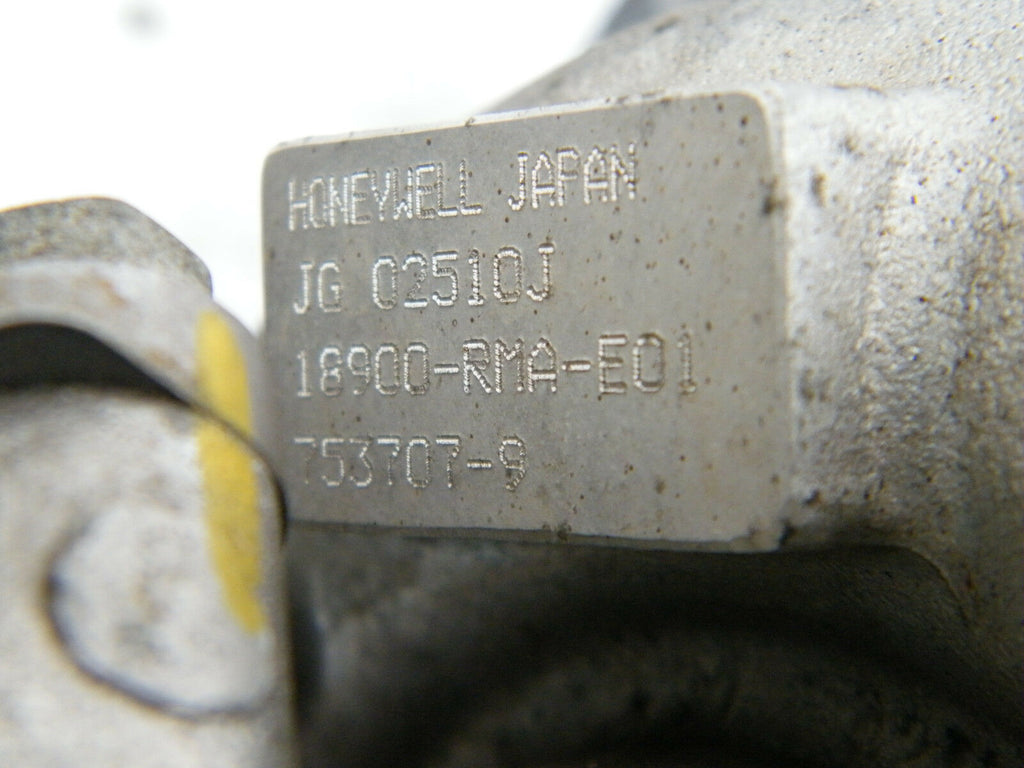 HONEYWELL JAPAN
JG 02510J
18900-RMA-E01
753707-9